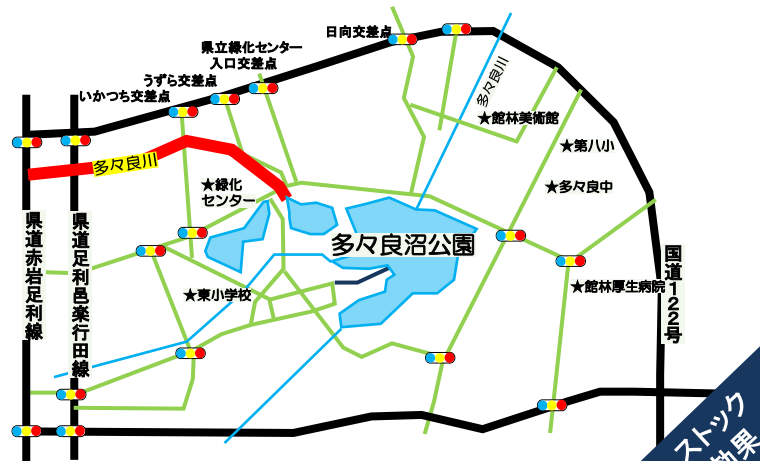 日向交差点
県立緑化センター
入口交差点
うずら交差点
いかつち交差点
多々良川
★館林美術館
★第八小
多々良川
★多々良中
★緑化
センター
県道赤岩足利線
県道足利邑楽行田線
多々良沼公園
国道122号
★東小学校
★館林厚生病院
ストック
効果